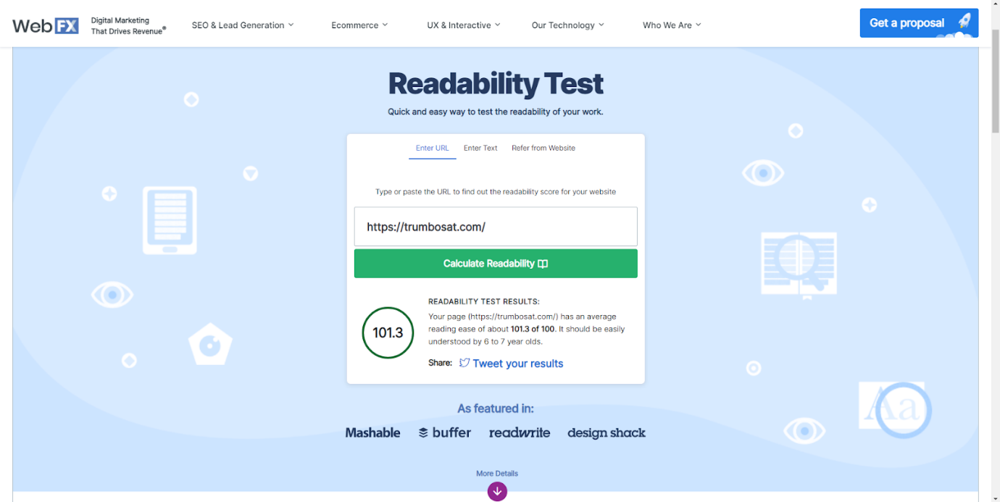 WebFX
Digital Marketing
That Drives Revenue®
SEO & Lead Generation
Ecommerce
UX & Interactive
Our Technology
Who We Are
Get a proposal
Readability Test
Quick and easy way to test the readability of your work.
Enter URL Enter Text Refer from Website
Type or paste the URL to find out the readability score for your website
https://trumbosat.com/
Calculate Readability
101.3
READABILITY TEST RESULTS:
Your page (https://trumbosat.com/) has an average
reading ease of about 101.3 of 100. It should be easily
understood by 6 to 7 year olds.
Share: Tweet your results
Aa
As featured in:
Mashable buffer readwrite design shack
More Details